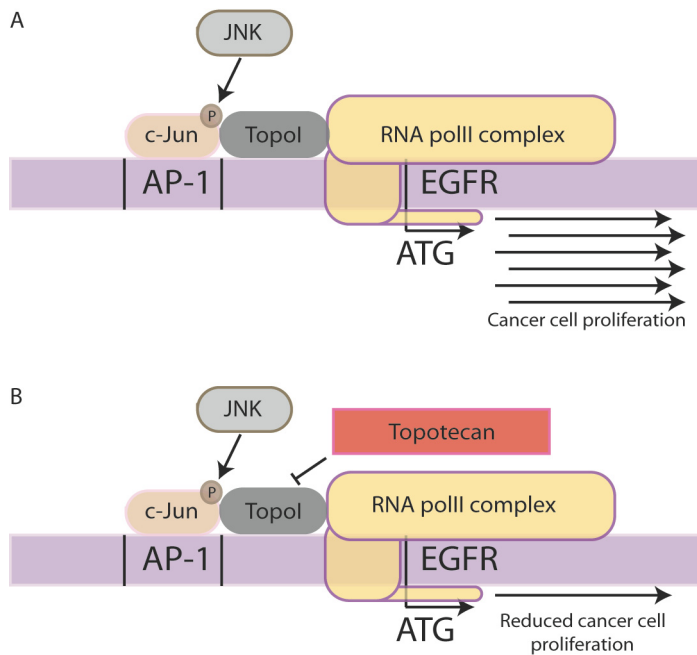 A
JNK
P
c-Jun
TopoI
RNA polII complex
AP-1
EGFR
ATG
Cancer cell proliferation
B
JNK
Topotecan
P
c-Jun
TopoI
RNA polII complex
AP-1
EGFR
ATG
Reduced cancer cell
proliferation